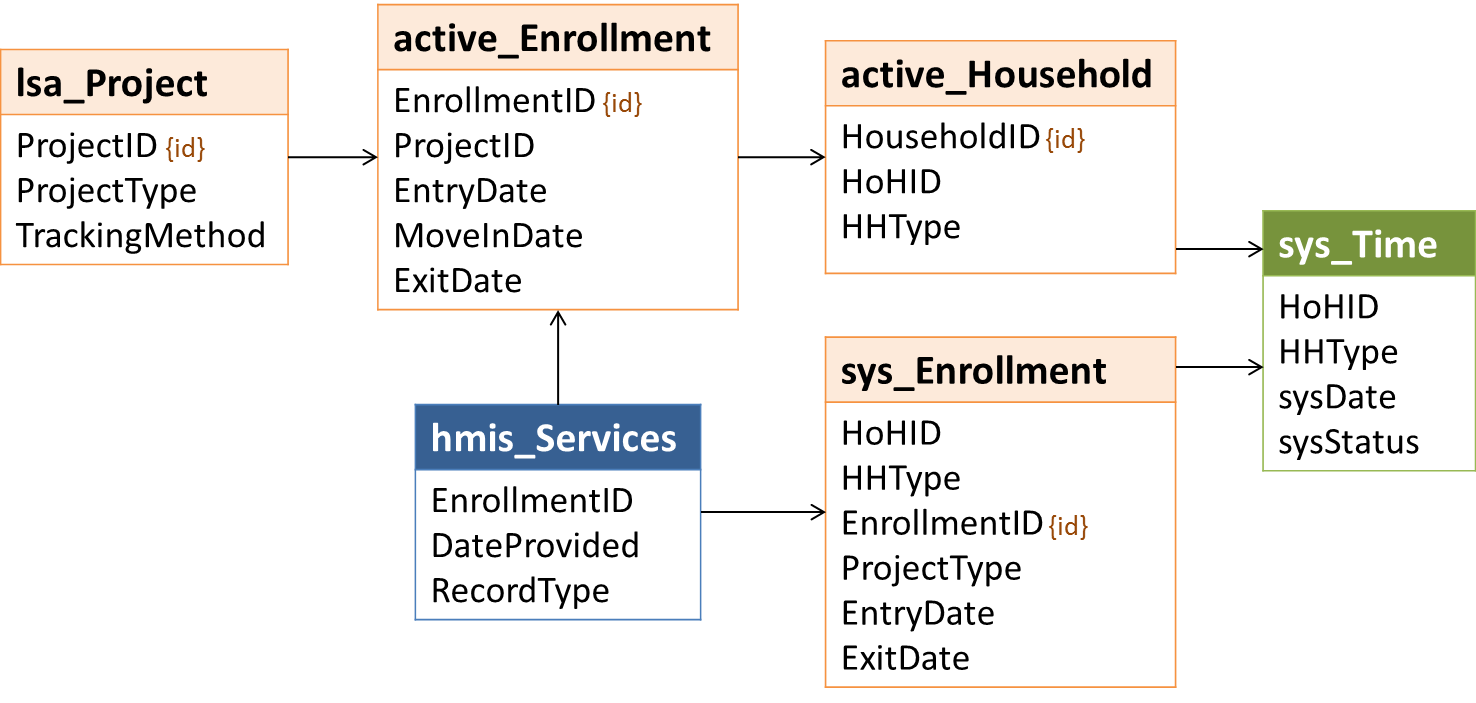 lsa_Project
ProjectID {id}
ProjectType
TrackingMethod
active_Enrollment
EnrollmentID {id}
ProjectID
EntryDate
MoveInDate
ExitDate
active_Household
HouseholdID {id}
HoHID
HHType
hmis_Services
EnrollmentID
DateProvided
RecordType
sys_Enrollment
HoHID
HHType
EnrollmentID {id}
ProjectType
EntryDate
ExitDate
sys_Time
HoHID
HHType
sysDate
sysStatus